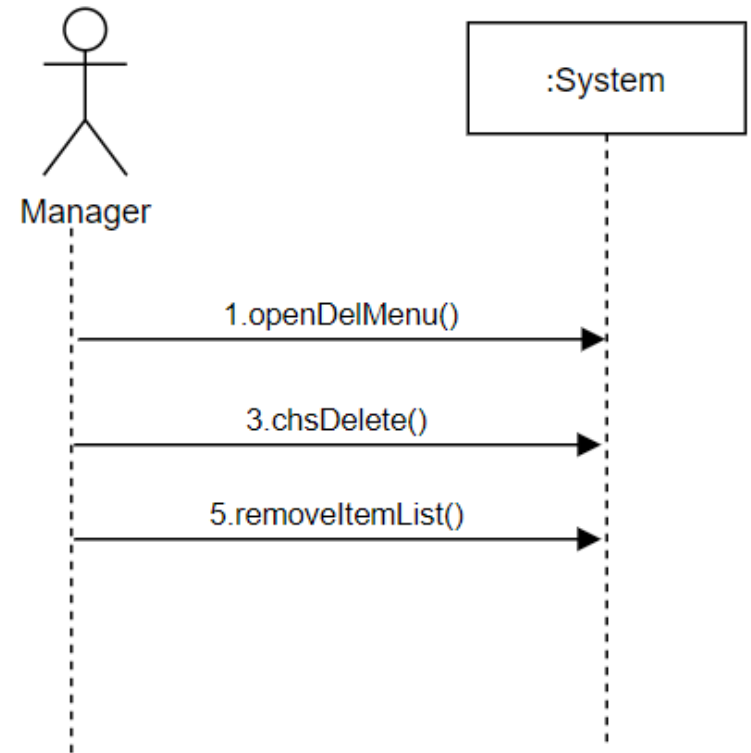 :System
Manager
1.openDelMenu()
3.chsDelete()
5.removeItemList()